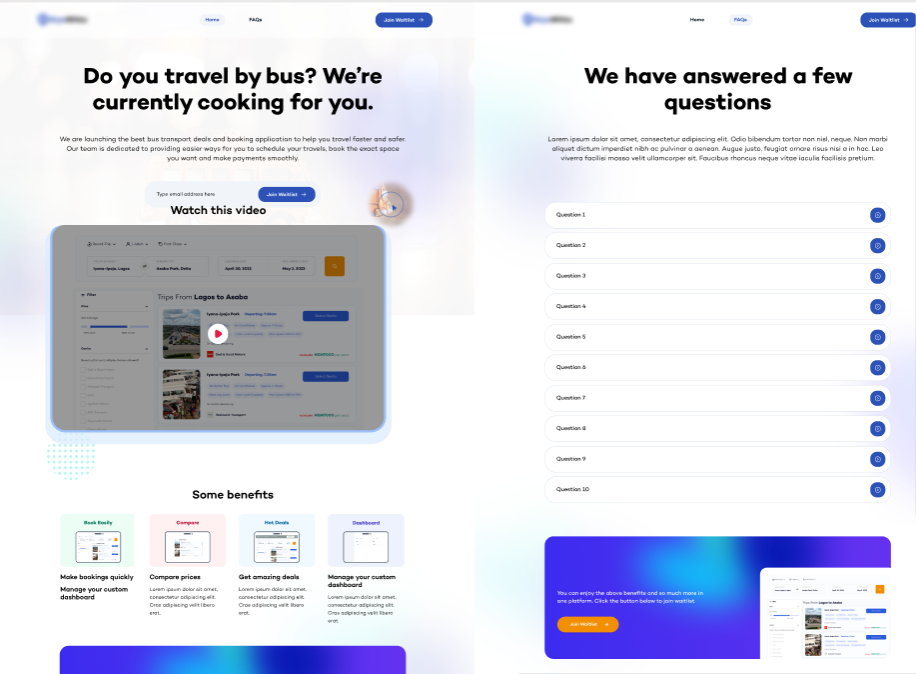 Home
FAQs
Join Waitlist
Do you travel by bus? We're
currently cooking for you.
We are launching the best bus transport deals and booking application to help you travel faster and safer.
Our team is dedicated to providing easier ways for you to schedule your travels, book the exact space
you want and make payments smoothly.
Type email address here
Join Waitlist
Watch this video
Iyana-Ipaja, Lagos
Asaba Park, Delta
April 30, 2022
May 1, 2022
Filter
Trips From Lagos to Asaba
Iyana-Ipaja Park
Iyana-Ipaja Park
Some benefits
Book Easily
Compare
Hot Deals
Dashboard
Make bookings quickly
Manage your custom
dashboard
Compare prices
Lorem ipsum dolor sit amet,
consectetur adipiscing elit.
Cras adipiscing velit libero
erat.
Get amazing deals
Lorem ipsum dolor sit amet,
consectetur adipiscing elit.
Cras adipiscing velit libero
erat.
Manage your custom
dashboard
Lorem ipsum dolor sit amet,
consectetur adipiscing elit.
Cras adipiscing velit libero
erat.
Home
FAQs
Join Waitlist
We have answered a few
questions
Lorem ipsum dolor sit amet, consectetur adipiscing elit. Odio bibendum tortor non nisl, neque. Non morbi
aliquet dictum imperdiet nibh ac pulvinar a aenean. Augue justo, feugiat ornare risus nisi a in hac. Leo
viverra facilisi massa velit ullamcorper sit. Faucibus rhoncus neque vitae iaculis facilisis pretium.
Question 1
Question 2
Question 3
Question 4
Question 5
Question 6
Question 7
Question 8
Question 9
Question 10
You can enjoy the above benefits and so much more in
one platform. Click the button below to join waitlist
Join Waitlist
Trips From Lagos to Asaba